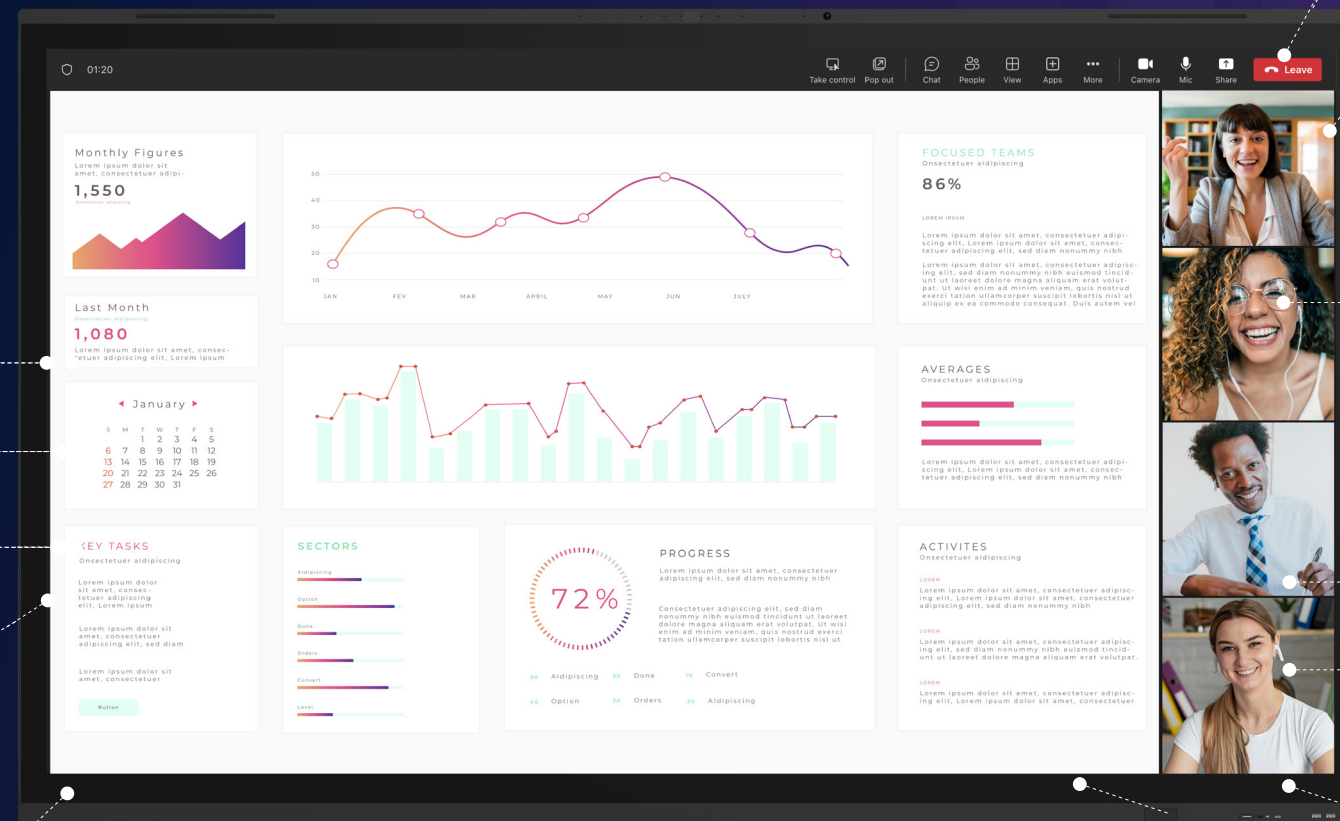 01:20
Take control
Pop out
Chat
People
View
Apps
More
Camera
Mic
Share
Leave
Monthly Figures
Lorem ipsum dolor sit
amet, consectetuer adipi-
1,550
Onsectetuer adipiscing
Last Month
Onsectetuer aldipiscing
1,080
Lorem ipsum dolor sit amet, consec-
tetuer adipiscing elit, Lorem ipsum
January
S M T W T F S
1 2 3 4 5
6 7 8 9 10 11 12
13 14 15 16 17 18 19
20 21 22 23 24 25 26
27 28 29 30 31
KEY TASKS
Onsectetuer aldipiscing
Lorem ipsum dolor
sit amet, consec-
tetuer adipiscing
elit, Lorem ipsum
Lorem ipsum dolor sit
amet, consectetuer
adipiscing elit, sed diam
Lorem ipsum dolor sit
amet, consectetuer
Button
50
40
30
20
10
JAN FEV MAR APRIL MAY JUN JULY
SECTORS
Aldipiscing
Option
Done
Orders
Convert
Level
72%
PROGRESS
Lorem ipsum dolor sit amet, consectetuer
adipiscing elit, sed diam nonummy nibh
Consectetuer adipiscing elit, sed diam
nonummy nibh euismod tincidunt ut laoreet
dolore magna aliquam erat volutpat. Ut wisi
enim ad minim veniam, quis nostrud exerci
tation ullamcorper suscipit lobortis nisl ut
Aldipiscing
20 Done
10 Convert
40 Option
20 Orders
20 Aldipiscing
FOCUSED TEAMS
Onsectetuer aldipiscing
86%
LOREM IPSUM
Lorem ipsum dolor sit amet, consectetuer adipi-
scing elit, Lorem ipsum dolor sit amet, consec-
tetuer adipiscing elit, sed diam nonummy nibh
Lorem ipsum dolor sit amet, consectetuer adipisc-
ing elit, sed diam nonummy nibh euismod tincid-
unt ut laoreet dolore magna aliquam erat volut-
pat. Ut wisi enim ad minim veniam, quis nostrud
exerci tation ullamcorper suscipit lobortis nisl ut
aliquip ex ea commodo consequat. Duis autem vel
AVERAGES
Onsectetuer aldipiscing
Lorem ipsum dolor sit amet, consectetuer adipi-
scing elit, Lorem ipsum dolor sit amet, consec-
tetuer adipiscing elit, sed diam nonummy nibh
ACTIVITES
Onsectetuer aldipiscing
LOREM
Lorem ipsum dolor sit amet, consectetuer adipisc-
ing elit, Lorem ipsum dolor sit amet, consectetuer
adipiscing elit, sed diam nonummy nibh
LOREM
Lorem ipsum dolor sit amet, consectetuer adipisc-
ing elit, sed diam nonummy nibh euismod tincid-
unt ut laoreet dolore magna aliquam erat volutpat.
LOREM
Lorem ipsum dolor sit amet, consectetuer adipisc-
ing elit, Lorem ipsum dolor sit amet, consectetuer